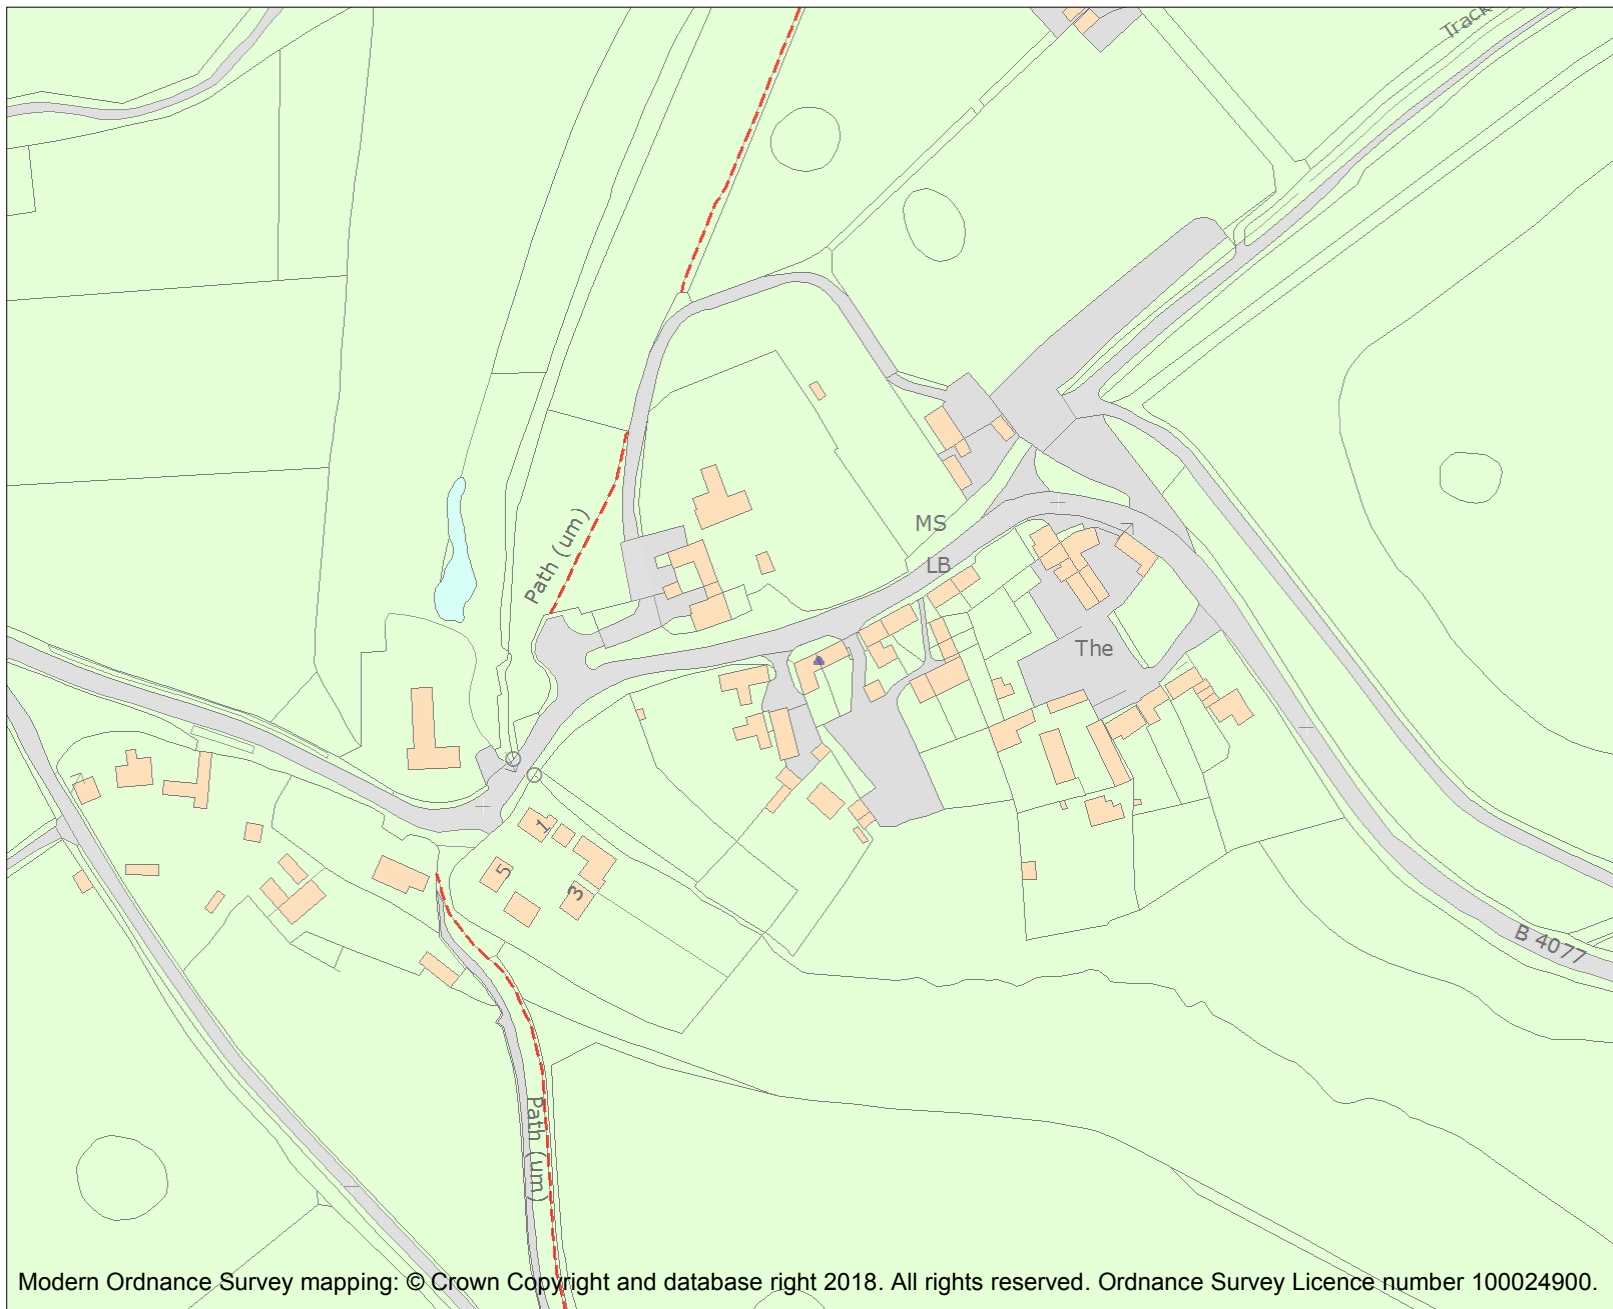 Track
MS
LB
Path (um)
The
1
5
3
B 4077
Path (um)
Modern Ordnance Survey mapping: © Crown Copyright and database right 2018. All rights reserved. Ordnance Survey Licence number 100024900.